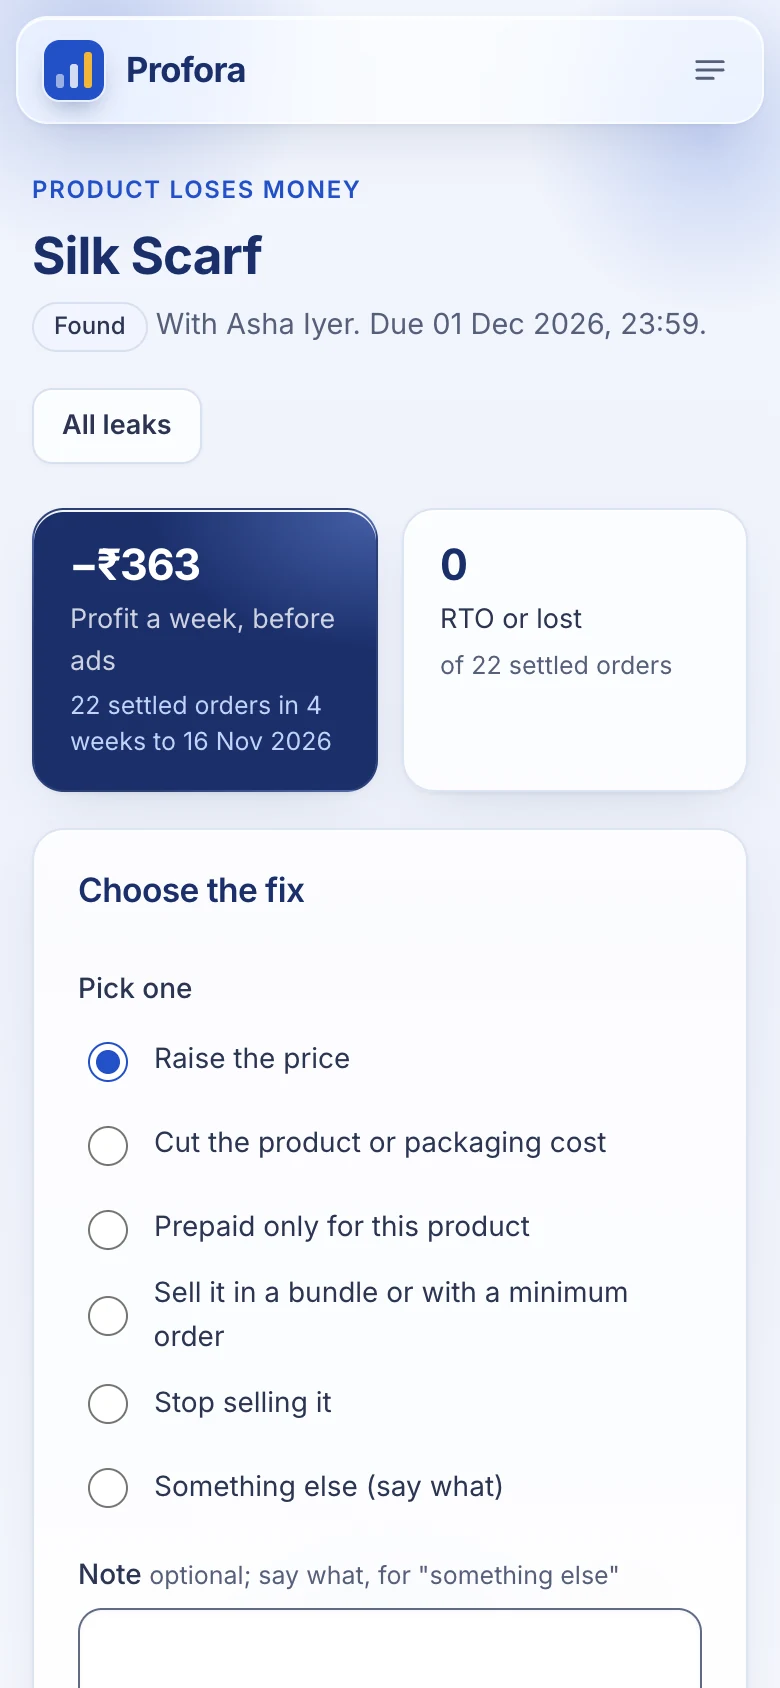 Profora
PRODUCT LOSES MONEY
Silk Scarf
Found With Asha Iyer. Due 01 Dec 2026, 23:59.
All leaks
−₹363
Profit a week, before
ads
22 settled orders in 4
weeks to 16 Nov 2026
0
RTO or lost
of 22 settled orders
Choose the fix
Pick one
Raise the price
Cut the product or packaging cost
Prepaid only for this product
Sell it in a bundle or with a minimum
order
Stop selling it
Something else (say what)
Note optional; say what, for "something else"